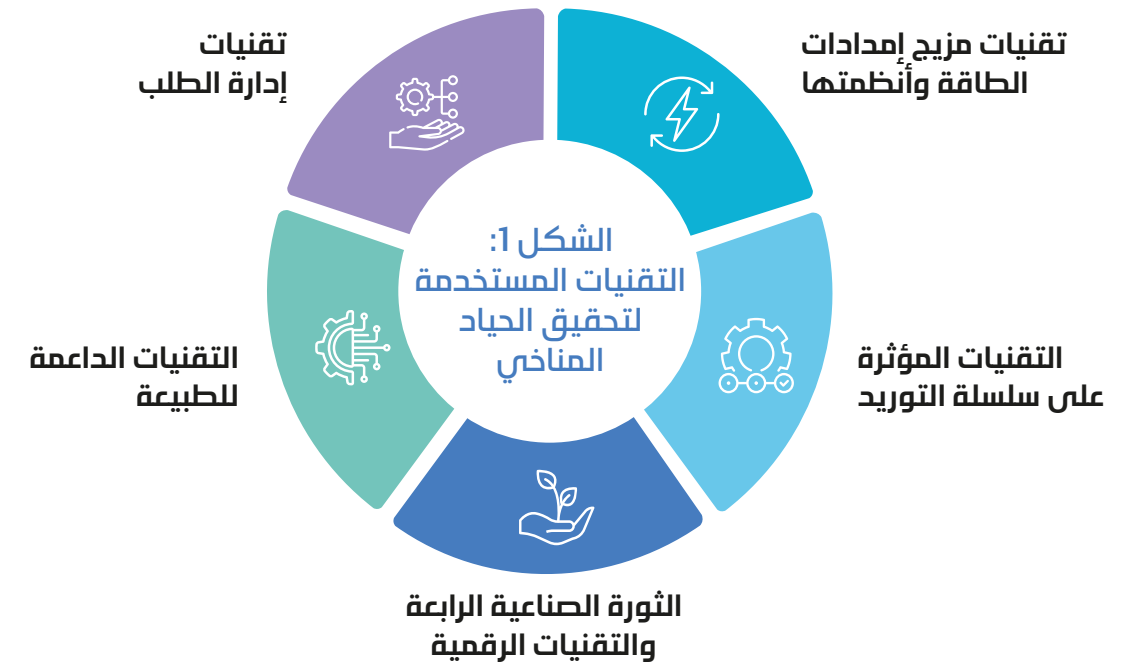 الشكل 1:
التقنيات المستخدمة
لتحقيق الحياد
المناخي
تقنيات مزيج إمدادات
الطاقة وأنظمتها
التقنيات المؤثرة
على سلسلة التوريد
الثورة الصناعية الرابعة
والتقنيات الرقمية
التقنيات الداعمة
للطبيعة
تقنيات
إدارة الطلب